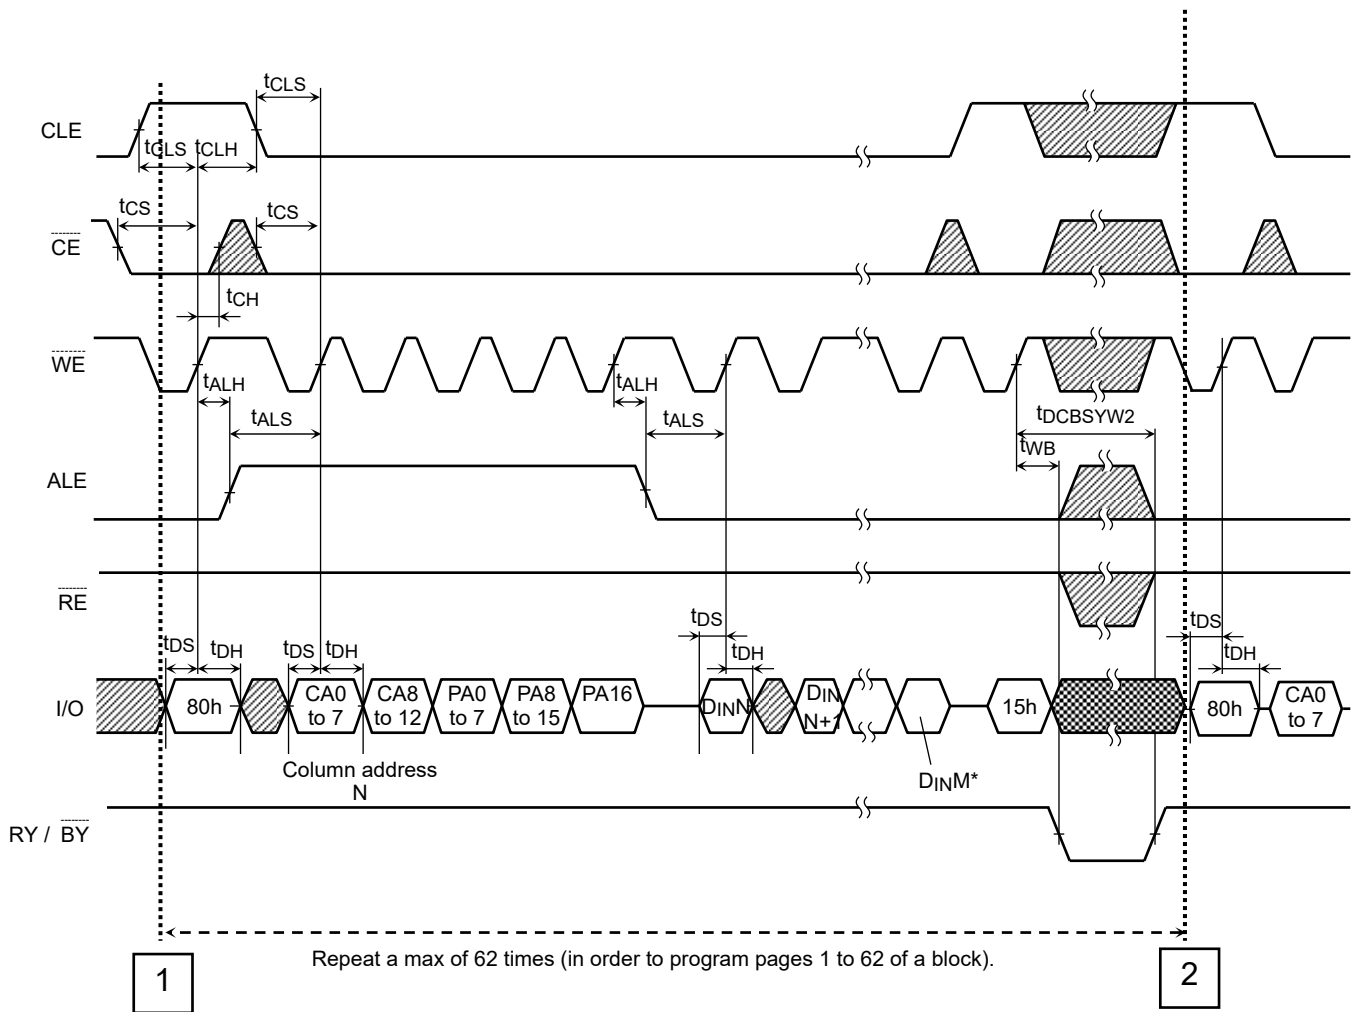 tCLS
CLE
tCLS tCLH
tCS tCS
CE
tCH
WE
tALH tALH
tALS tALS tDCBSYW2
tWB
ALE
RE
tDS tDS
tDS tDH tDS tDH tDH tDH
I/O 80h CA0 to 7 CA8 to 12 PA0 to 7 PA8 to 15 PA16 DINN DIN N+1 15h 80h CA0 to 7
Column address
N
DINM*
RY / BY
Repeat a max of 62 times (in order to program pages 1 to 62 of a block).
1 2